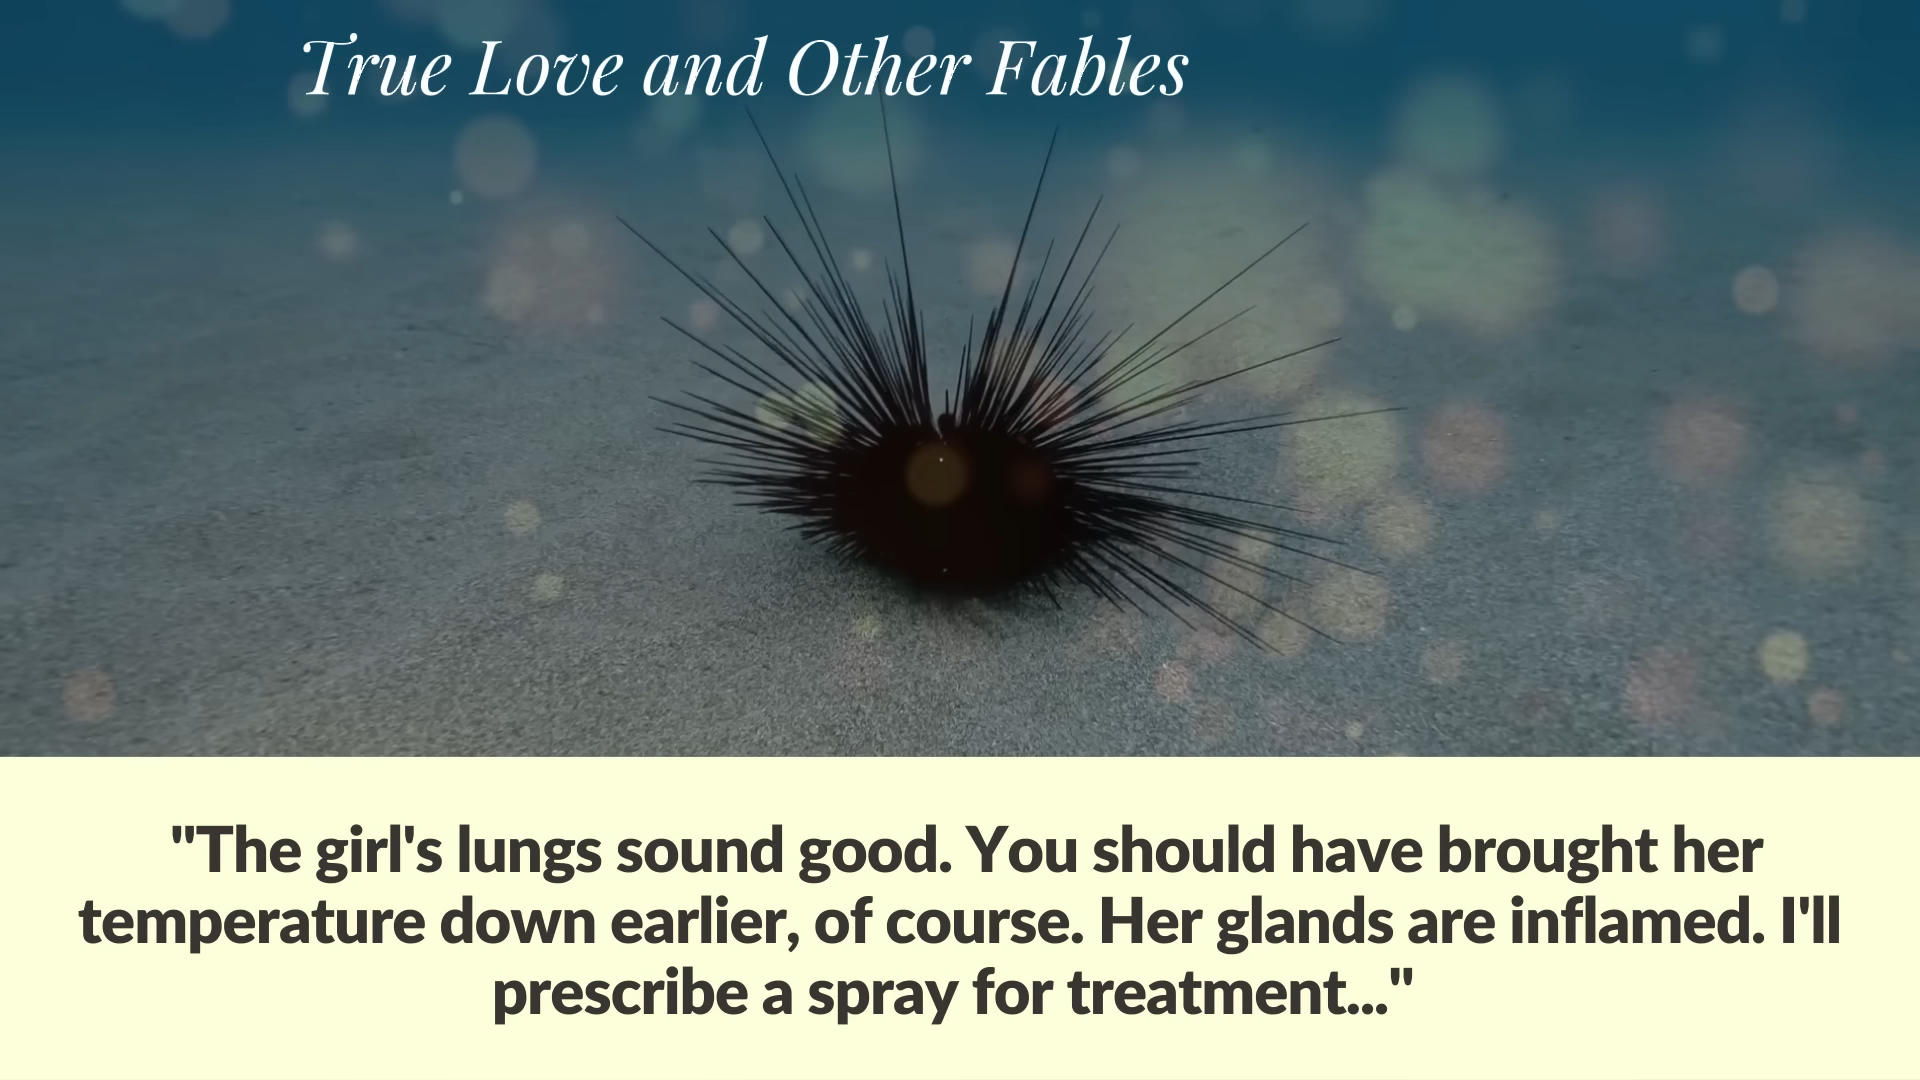 True Love and Other Fables
"The girl's lungs sound good. You should have brought her
temperature down earlier, of course. Her glands are inflamed. I'll
prescribe a spray for treatment..."